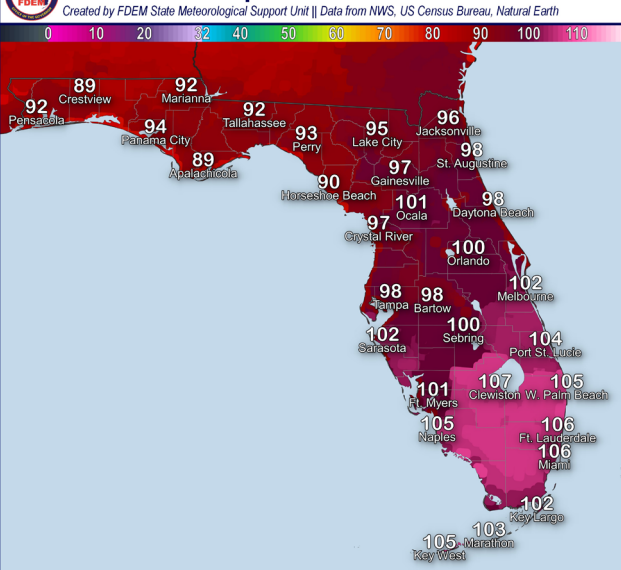 FDEM
Created by FDEM State Meteorological Support Unit || Data from NWS, US Census Bureau, Natural Earth
0 10 20 32 40 50 60 70 80 90 100 110
89
Crestview
92
Marianna
92
Pensacola
92
Tallahassee
94
Panama City
93
Perry
95
Lake City
96
Jacksonville
89
Apalachicola
98
St. Augustine
97
Gainesville
90
Horseshoe Beach
101
Ocala
98
Daytona Beach
97
Crystal River
100
Orlando
102
Melbourne
98
Tampa
98
Bartow
102
Sarasota
100
Sebring
104
Port St. Lucie
101
Ft. Myers
107
Clewiston
105
W. Palm Beach
105
Naples
106
Ft. Lauderdale
106
Miami
102
Key Largo
103
Marathon
105
Key West